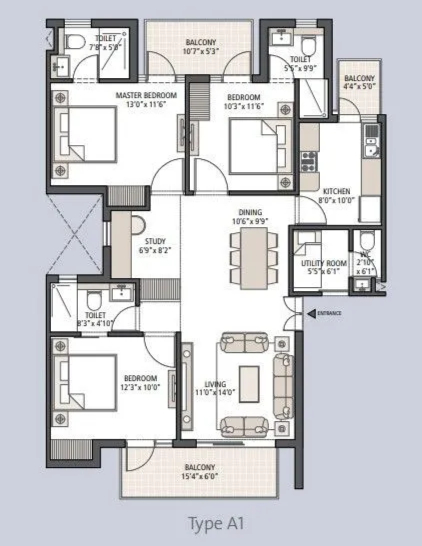 TOILET
7'8"x 5'0"
BALCONY
10'7"x 5'3"
TOILET
5'5"x 9'9"
BALCONY
4'4"x 5'0"
MASTER BEDROOM
13'0"x 11'6"
BEDROOM
10'3"x 11'6"
KITCHEN
8'0"x 10'0"
DINING
10'6"x 9'9"
STUDY
6'9"x 8'2"
UTILITY ROOM
5'5"x 6'1"
WC
2'10"
x 6'1"
TOILET
8'3"x 4'10"
ENTRANCE
BEDROOM
12'3"x 10'0"
LIVING
11'0"x 14'0"
BALCONY
15'4"x 6'0"
Type A1